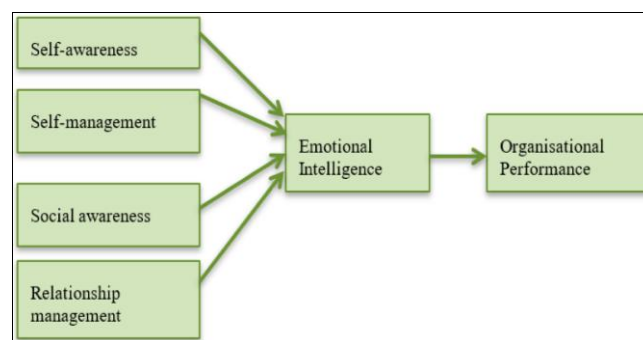 Self-awareness
Self-management
Social awareness
Relationship
management
Emotional
Intelligence
Organisational
Performance